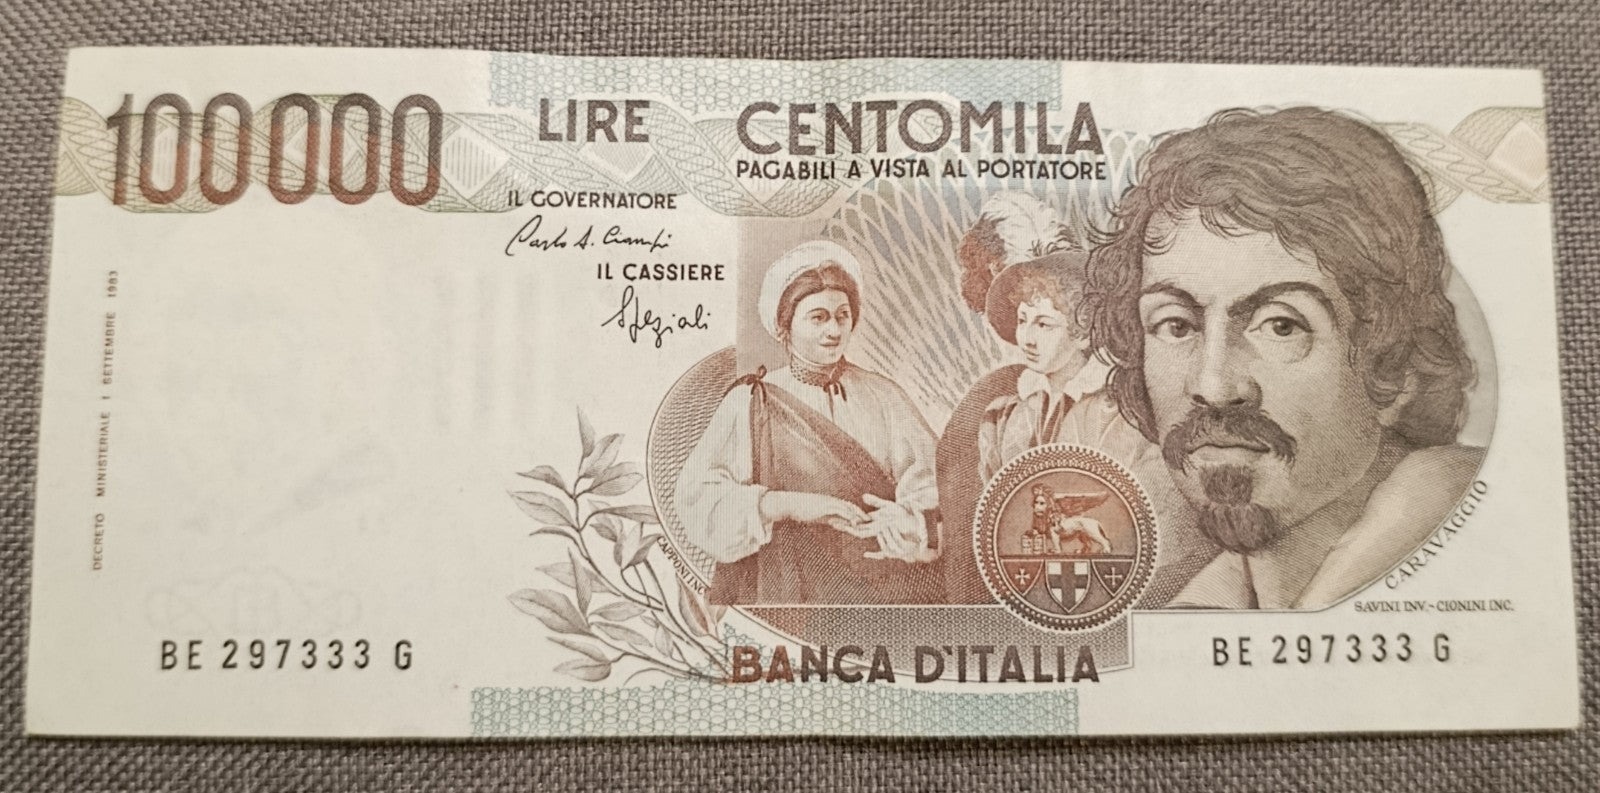 100000
LIRE
CENTOMILA
PAGABILI A VISTA AL PORTATORE
IL GOVERNATORE
Carlo A. Ciampi
IL CASSIERE
Speziali
DECRETO MINISTERIALE 1 SETTEMBRE 1983
CAPPONI INC.
CARAVAGGIO
SAVINI INV.-CIONINI INC.
BE 297333 G
BANCA D'ITALIA
BE 297333 G